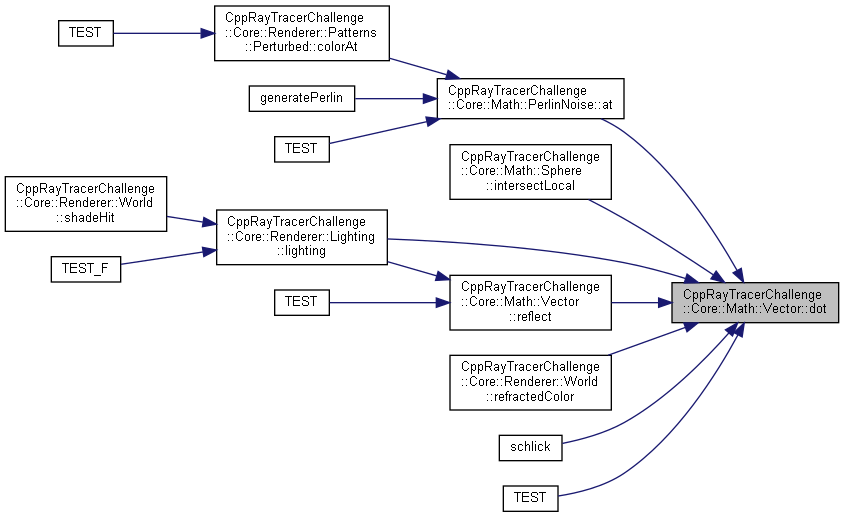 TEST
CppRayTracerChallenge
::Core::Renderer::Patterns
::Perturbed::colorAt
generatePerlin
CppRayTracerChallenge
::Core::Math::PerlinNoise::at
TEST
CppRayTracerChallenge
::Core::Math::Sphere
::intersectLocal
CppRayTracerChallenge
::Core::Renderer::World
::shadeHit
CppRayTracerChallenge
::Core::Renderer::Lighting
::lighting
TEST_F
TEST
CppRayTracerChallenge
::Core::Math::Vector
::reflect
CppRayTracerChallenge
::Core::Math::Vector::dot
CppRayTracerChallenge
::Core::Renderer::World
::refractedColor
schlick
TEST